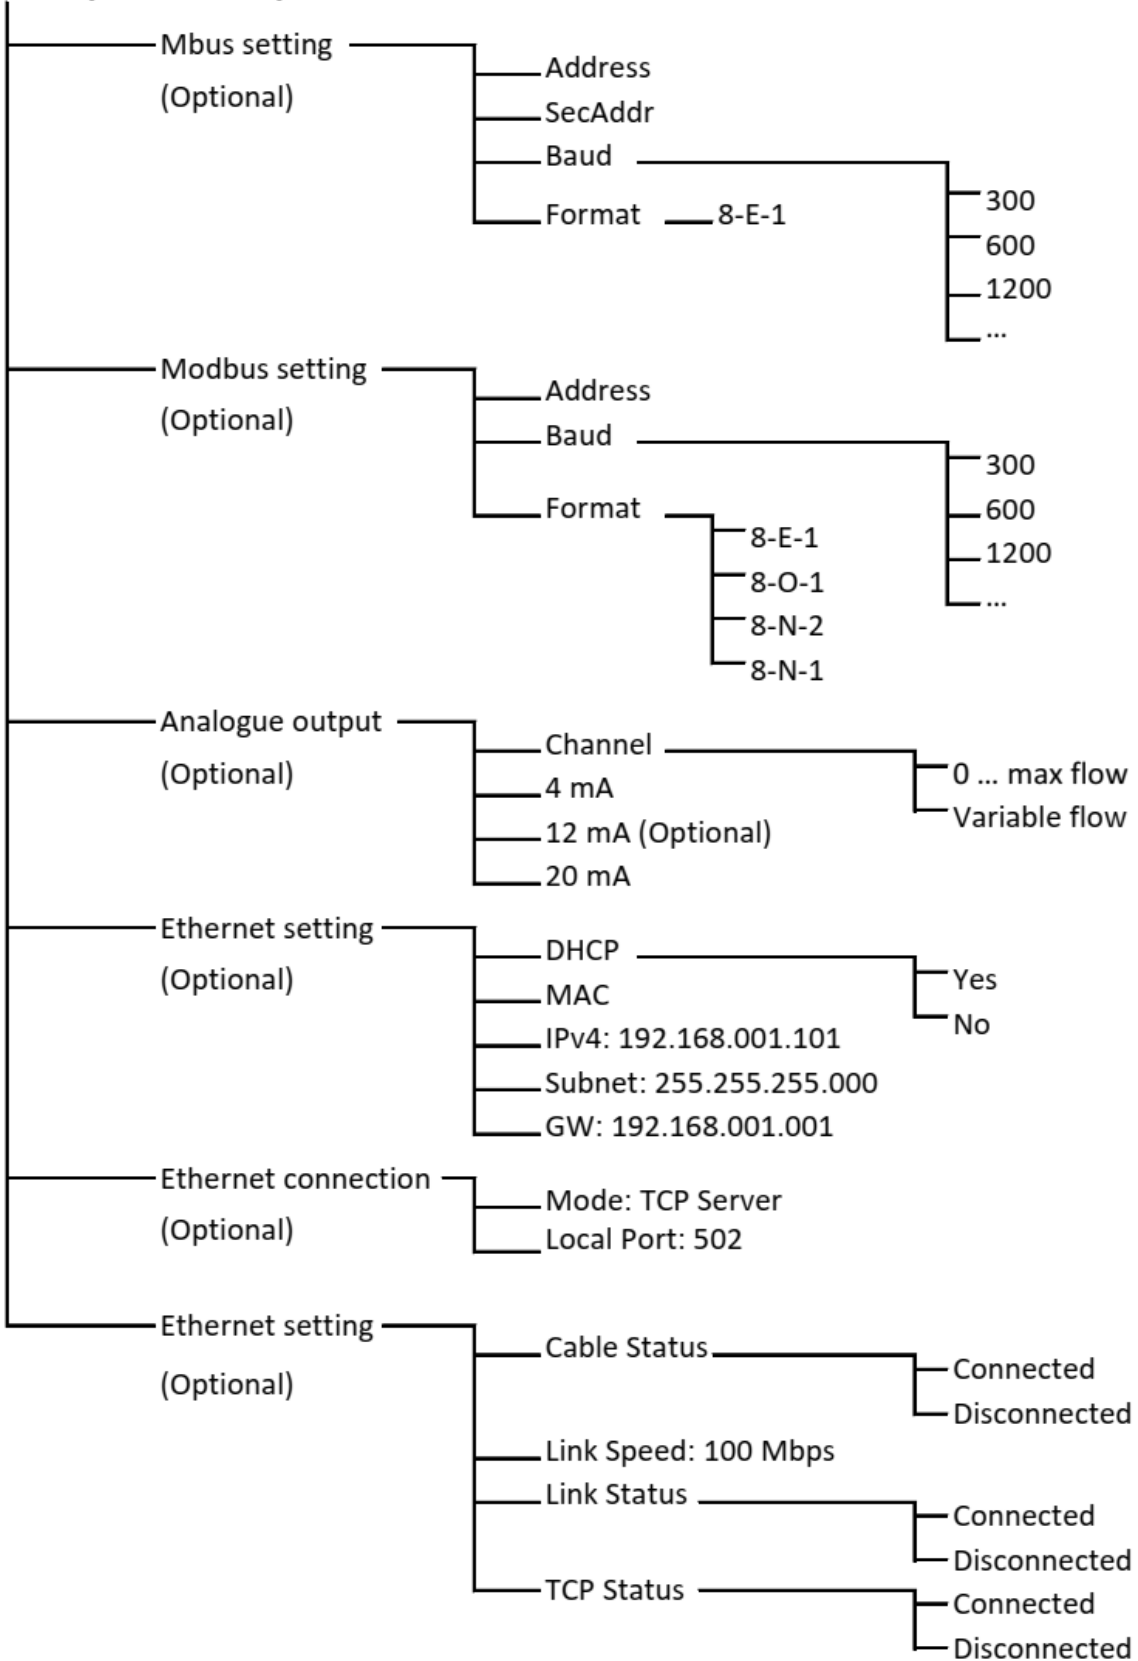 Mbus setting
(Optional)
Address
SecAddr
Baud
300
600
1200
...
Format
8-E-1
Modbus setting
(Optional)
Address
Baud
300
600
1200
...
Format
8-E-1
8-O-1
8-N-2
8-N-1
Analogue output
(Optional)
Channel
0 ... max flow
Variable flow
4 mA
12 mA (Optional)
20 mA
Ethernet setting
(Optional)
DHCP
Yes
No
MAC
IPv4: 192.168.001.101
Subnet: 255.255.255.000
GW: 192.168.001.001
Ethernet connection
(Optional)
Mode: TCP Server
Local Port: 502
Ethernet setting
(Optional)
Cable Status
Connected
Disconnected
Link Speed: 100 Mbps
Link Status
Connected
Disconnected
TCP Status
Connected
Disconnected